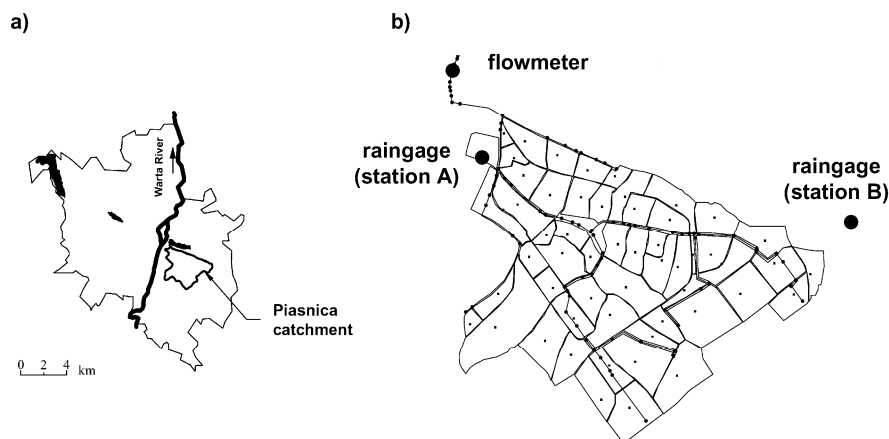 a)
Warta River
Piasnica
catchment
0 2 4 km
b)
flowmeter
raingage
(station A)
raingage
(station B)